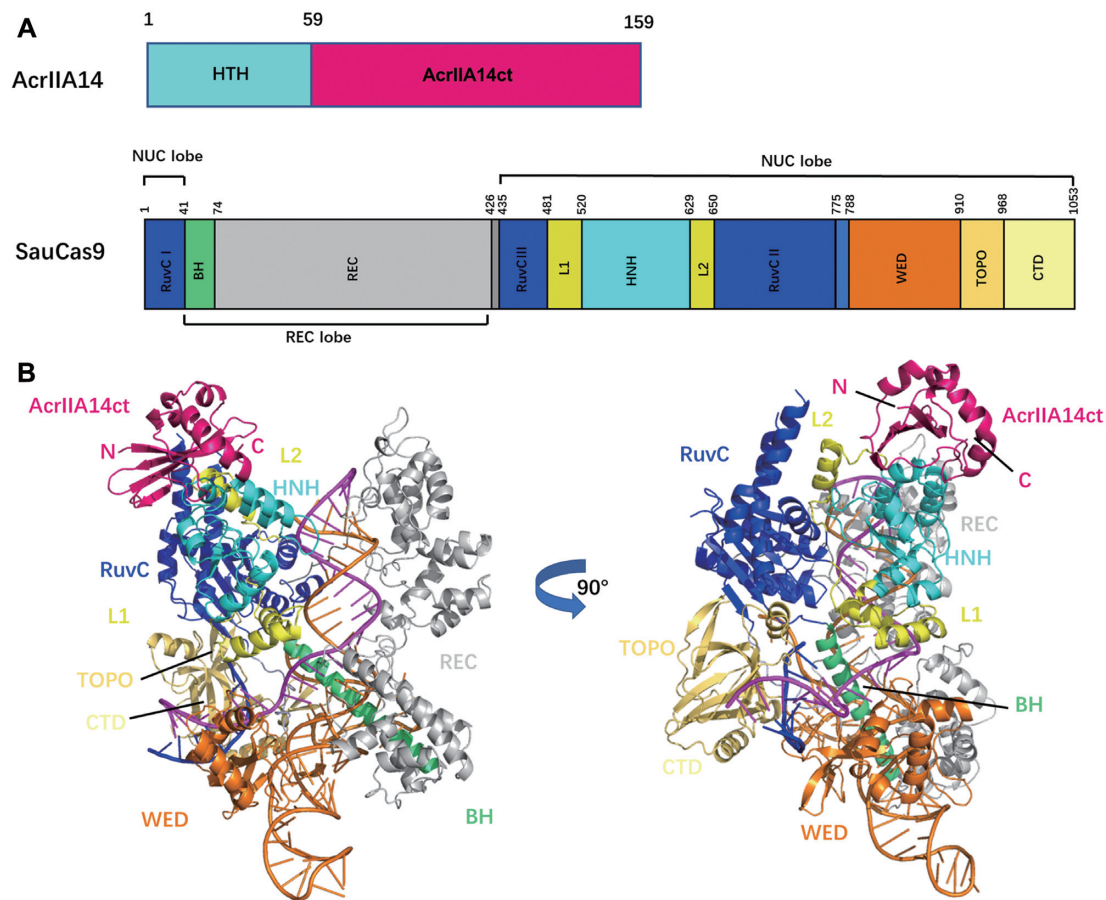 A
1 59 159
AcrIIA14
HTH AcrIIA14ct
NUC lobe NUC lobe
1 41 74 426 435 481 520 629 650 775 788 910 968 1053
SauCas9
RuvC I BH REC RuvCIII L1 HNH L2 RuvC II WED TOPO CTD
REC lobe
B
AcrIIA14ct
N C
L2
HNH
RuvC
L1
REC
TOPO
CTD
WED
BH
90°
N
L2
AcrIIA14ct
RuvC
C
REC
HNH
L1
TOPO
BH
CTD
WED